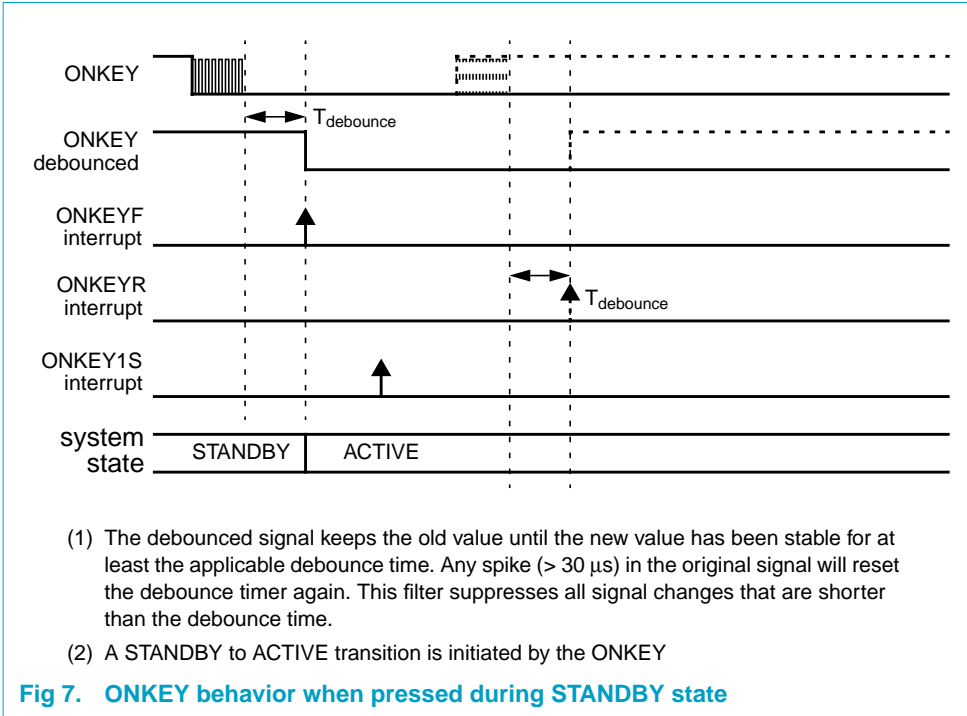 ONKEY
T debounce
ONKEY
debounced
ONKEYF
interrupt
ONKEYR
interrupt
T debounce
ONKEY1S
interrupt
system
state
STANDBY
ACTIVE
(1) The debounced signal keeps the old value until the new value has been stable for at
least the applicable debounce time. Any spike (> 30 μs) in the original signal will reset
the debounce timer again. This filter suppresses all signal changes that are shorter
than the debounce time.
(2) A STANDBY to ACTIVE transition is initiated by the ONKEY
Fig 7. ONKEY behavior when pressed during STANDBY state